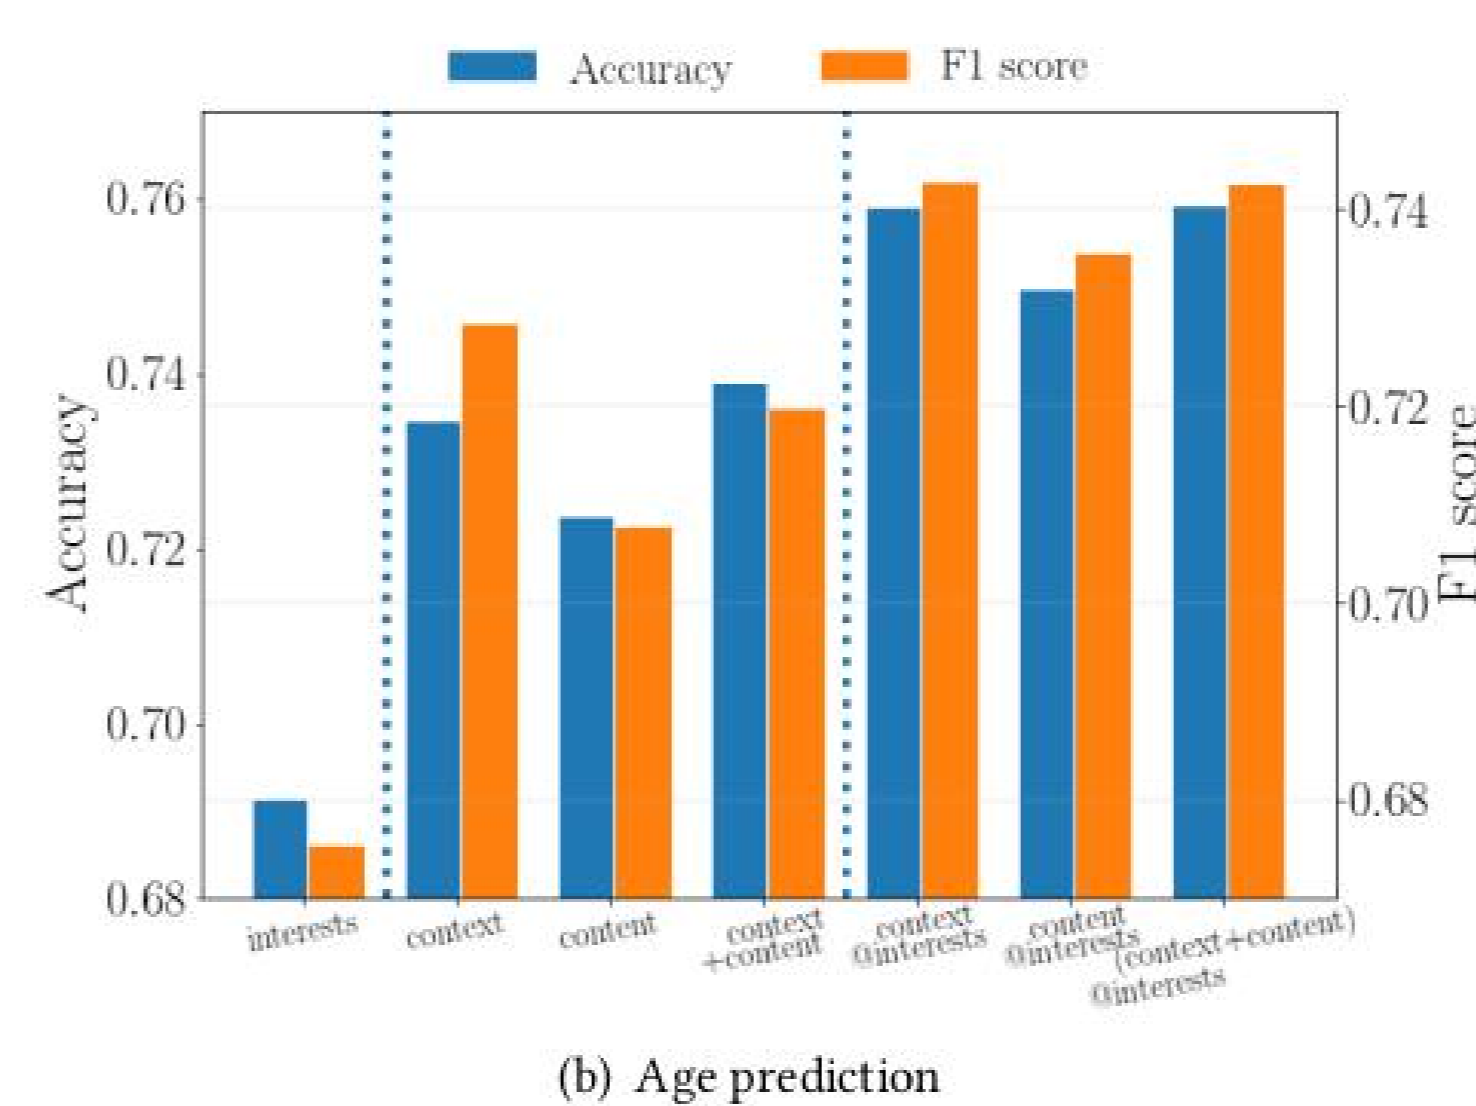 Accuracy F1 score
0.76
0.74
0.72
0.70
0.68
Accuracy
0.74
0.72
0.70
0.68
F1 score
interests
context
content
context
+content
context
@interests
content
@interests
(context+content)
@interests
(b) Age prediction